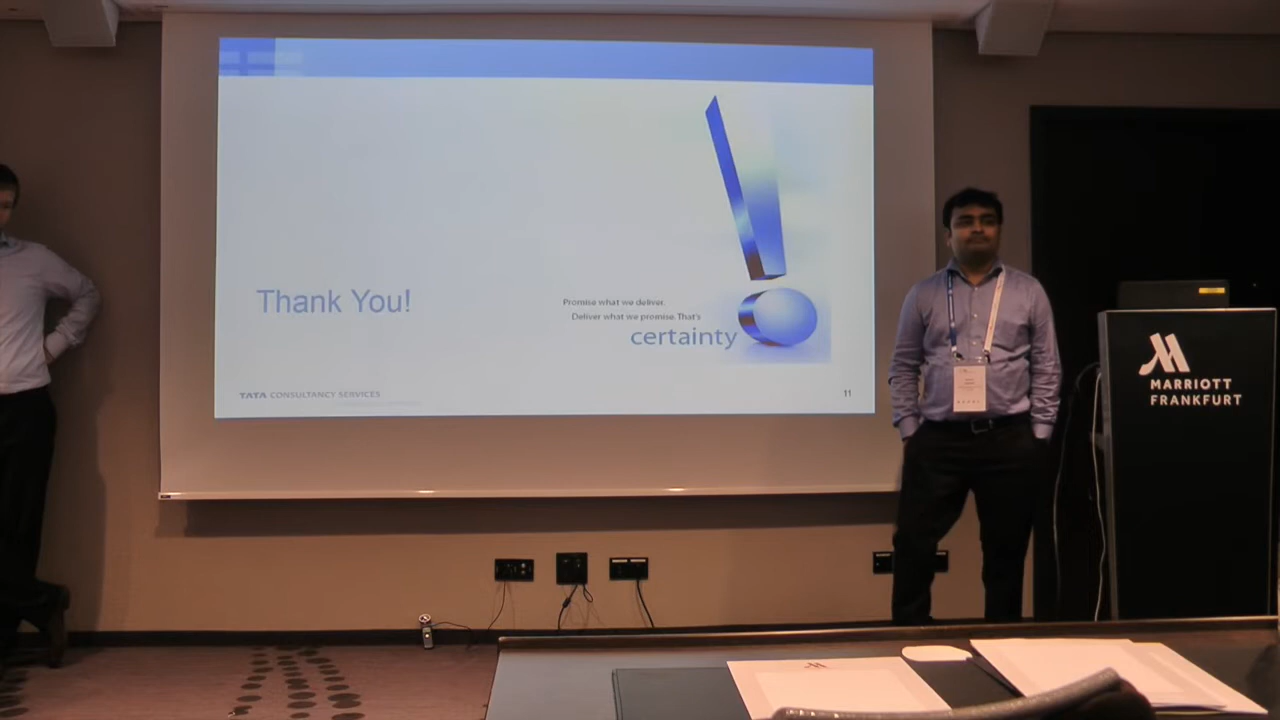 Thank You!
Promise what we deliver.
Deliver what we promise. That's
certainty
TATA CONSULTANCY SERVICES
11
MARRIOTT
FRANKFURT